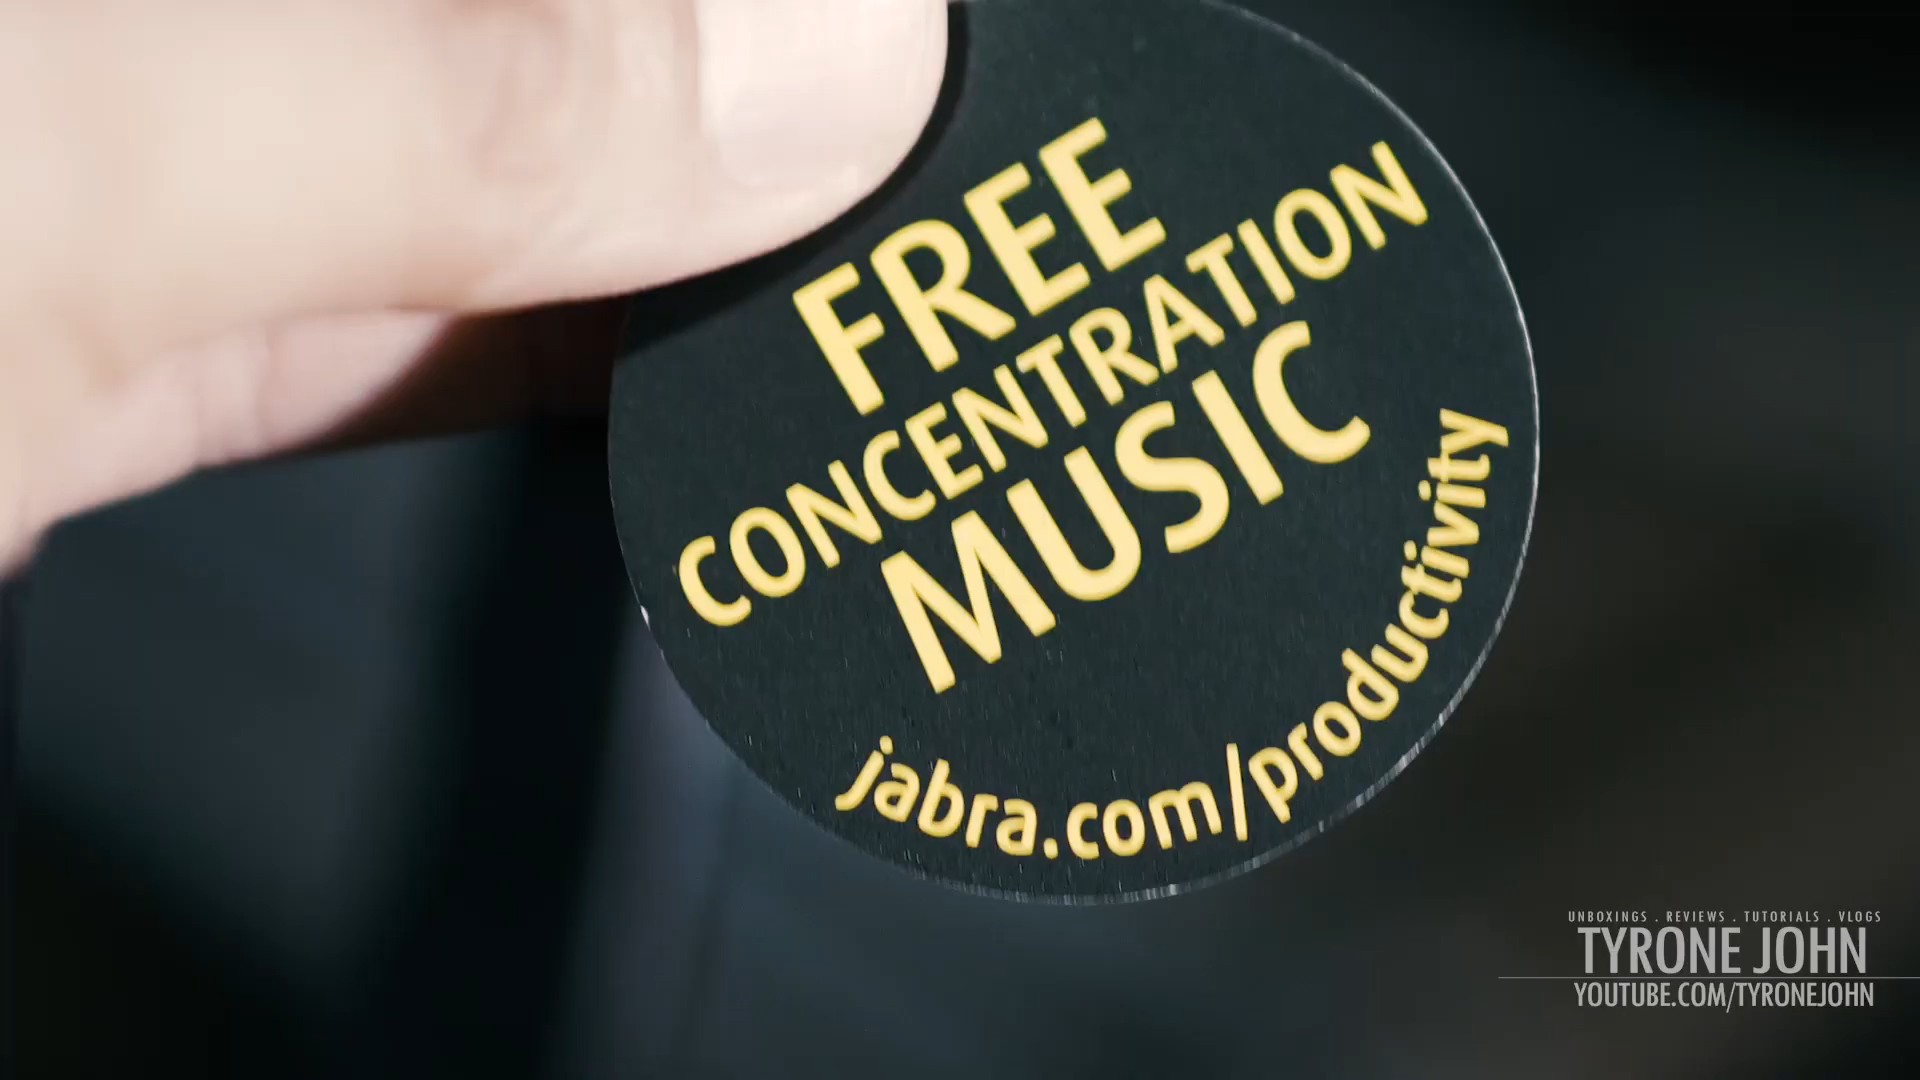 FREE
CONCENTRATION
MUSIC
jabra.com/productivity
UNBOXINGS . REVIEWS . TUTORIALS . VLOGS
TYRONE JOHN
YOUTUBE.COM/TYRONEJOHN